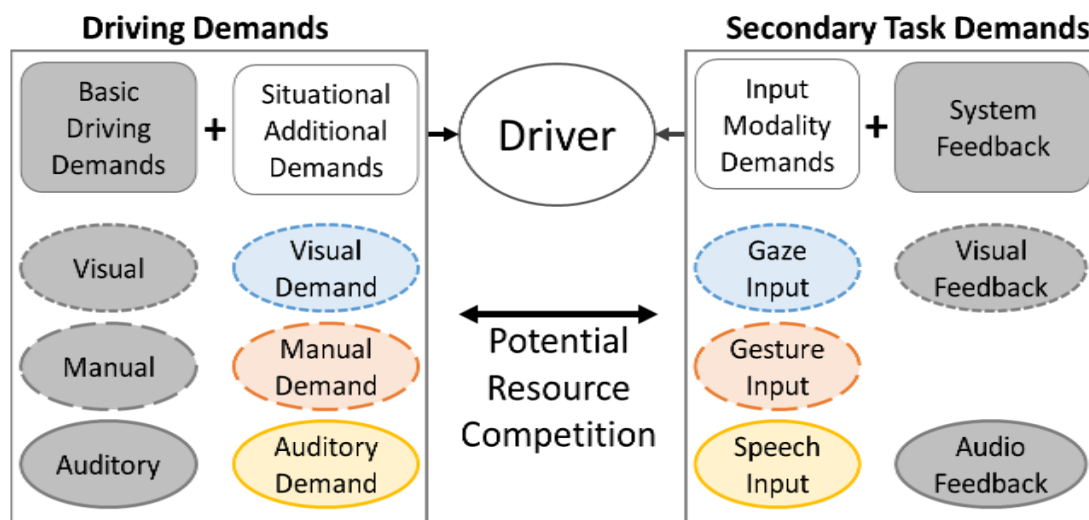 Driving Demands
Secondary Task Demands
Basic
Driving
Demands
+
Situational
Additional
Demands
Driver
Input
Modality
Demands
+
System
Feedback
Visual
Visual
Demand
Gaze
Input
Visual
Feedback
Manual
Manual
Demand
Potential
Resource
Competition
Gesture
Input
Auditory
Auditory
Demand
Speech
Input
Audio
Feedback